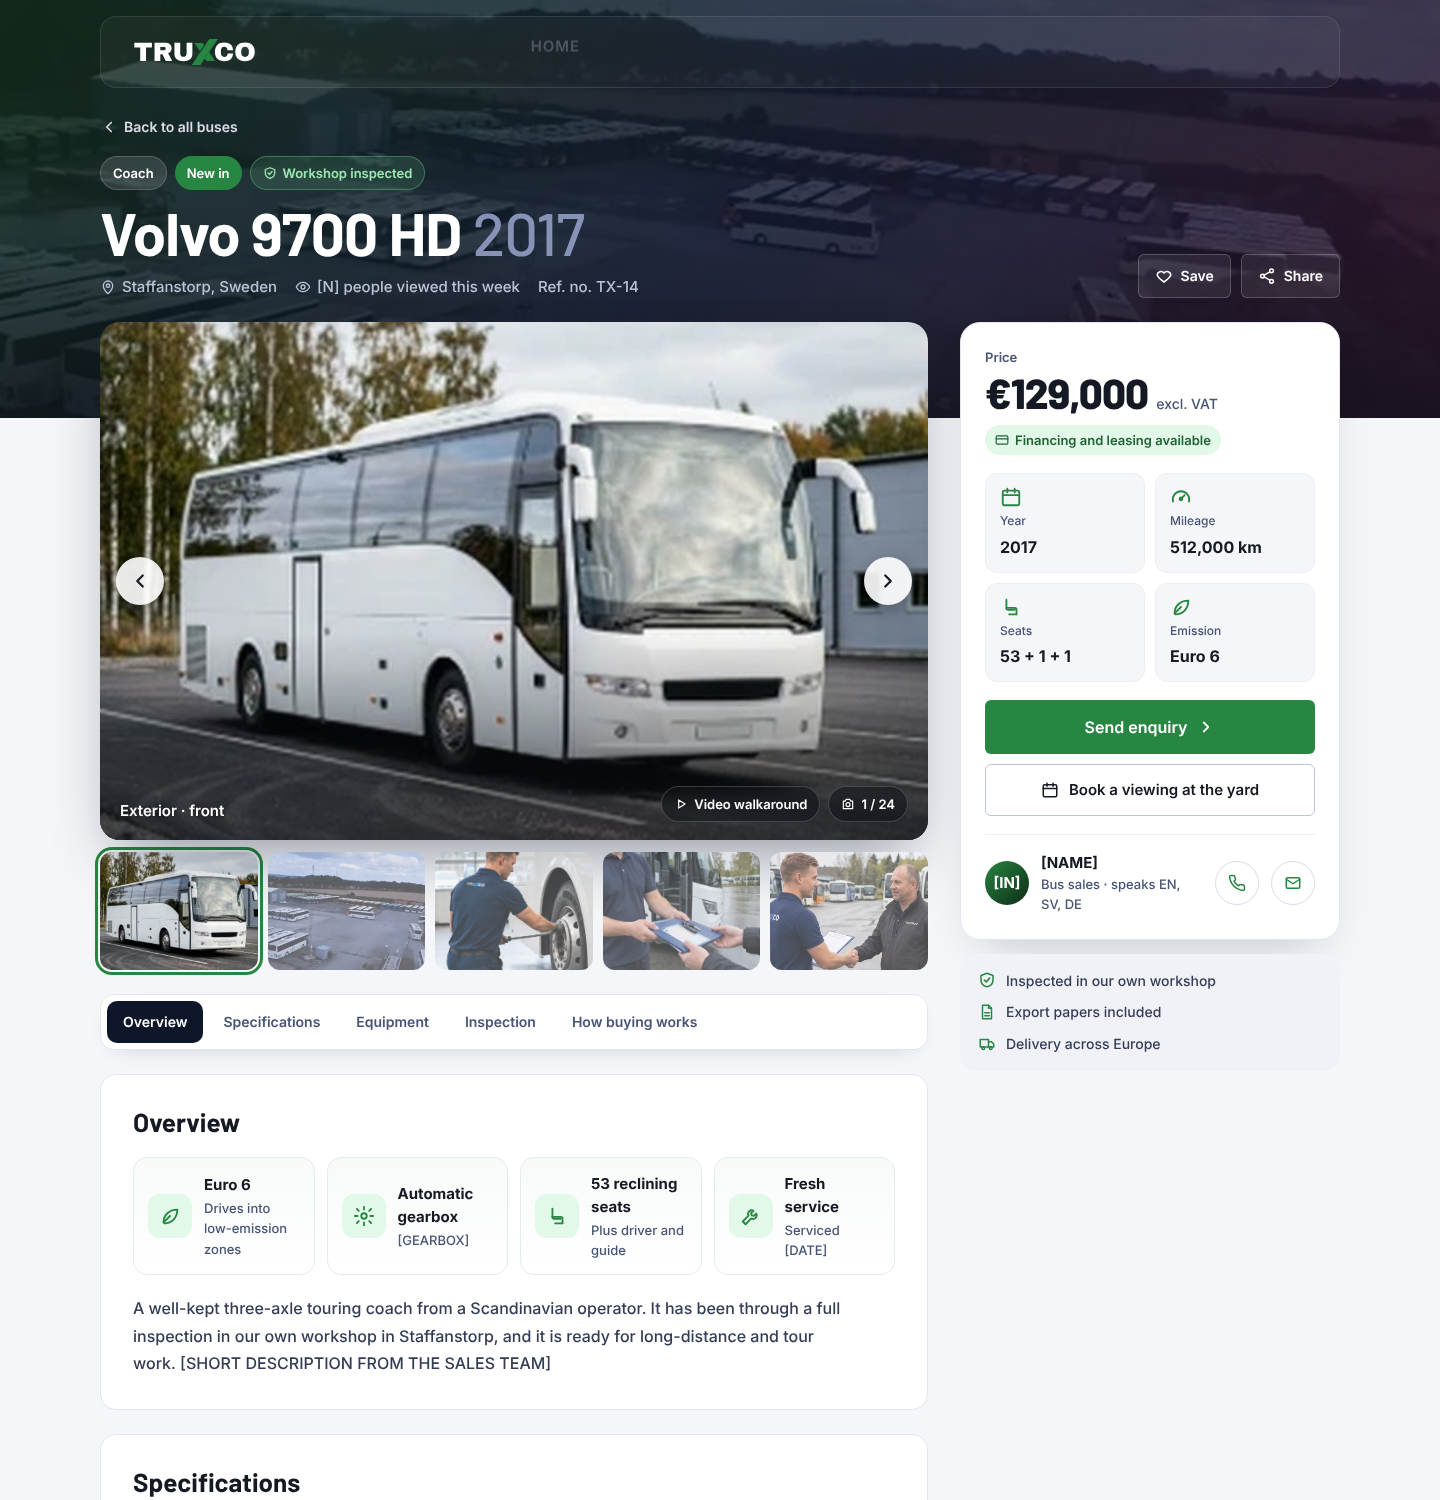 TRUXCO
HOME
Back to all buses
Coach
New in
Workshop inspected
Volvo 9700 HD 2017
Staffanstorp, Sweden
[N] people viewed this week
Ref. no. TX-14
Save
Share
Exterior · front
Video walkaround
1 / 24
Price
€129,000 excl. VAT
Financing and leasing available
Year
2017
Mileage
512,000 km
Seats
53 + 1 + 1
Emission
Euro 6
Send enquiry
Book a viewing at the yard
[IN]
[NAME]
Bus sales · speaks EN,
SV, DE
Inspected in our own workshop
Export papers included
Delivery across Europe
Overview
Specifications
Equipment
Inspection
How buying works
Overview
Euro 6
Drives into
low-emission
zones
Automatic
gearbox
[GEARBOX]
53 reclining
seats
Plus driver and
guide
Fresh
service
Serviced
[DATE]
A well-kept three-axle touring coach from a Scandinavian operator. It has been through a full
inspection in our own workshop in Staffanstorp, and it is ready for long-distance and tour
work. [SHORT DESCRIPTION FROM THE SALES TEAM]
Specifications